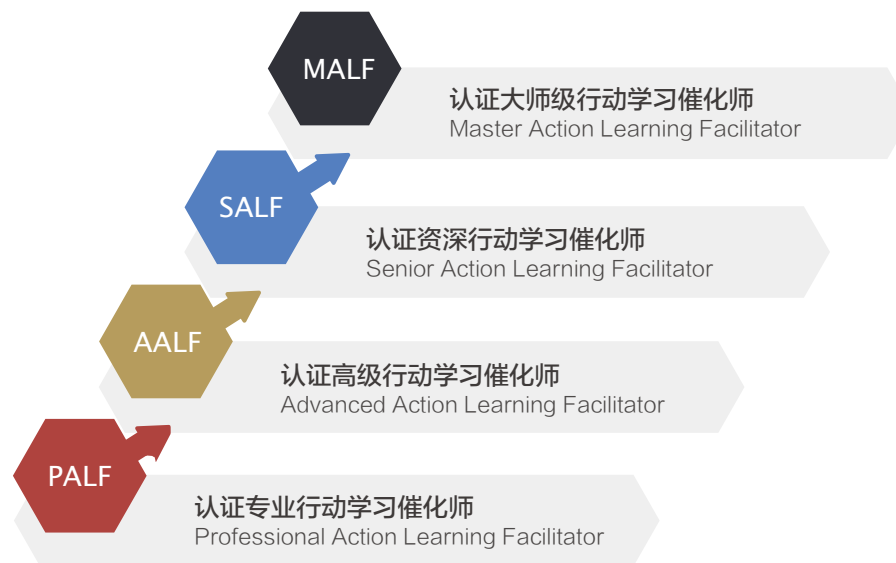 MALF
认证大师级行动学习催化师
Master Action Learning Facilitator
SALF
认证资深行动学习催化师
Senior Action Learning Facilitator
AALF
认证高级行动学习催化师
Advanced Action Learning Facilitator
PALF
认证专业行动学习催化师
Professional Action Learning Facilitator